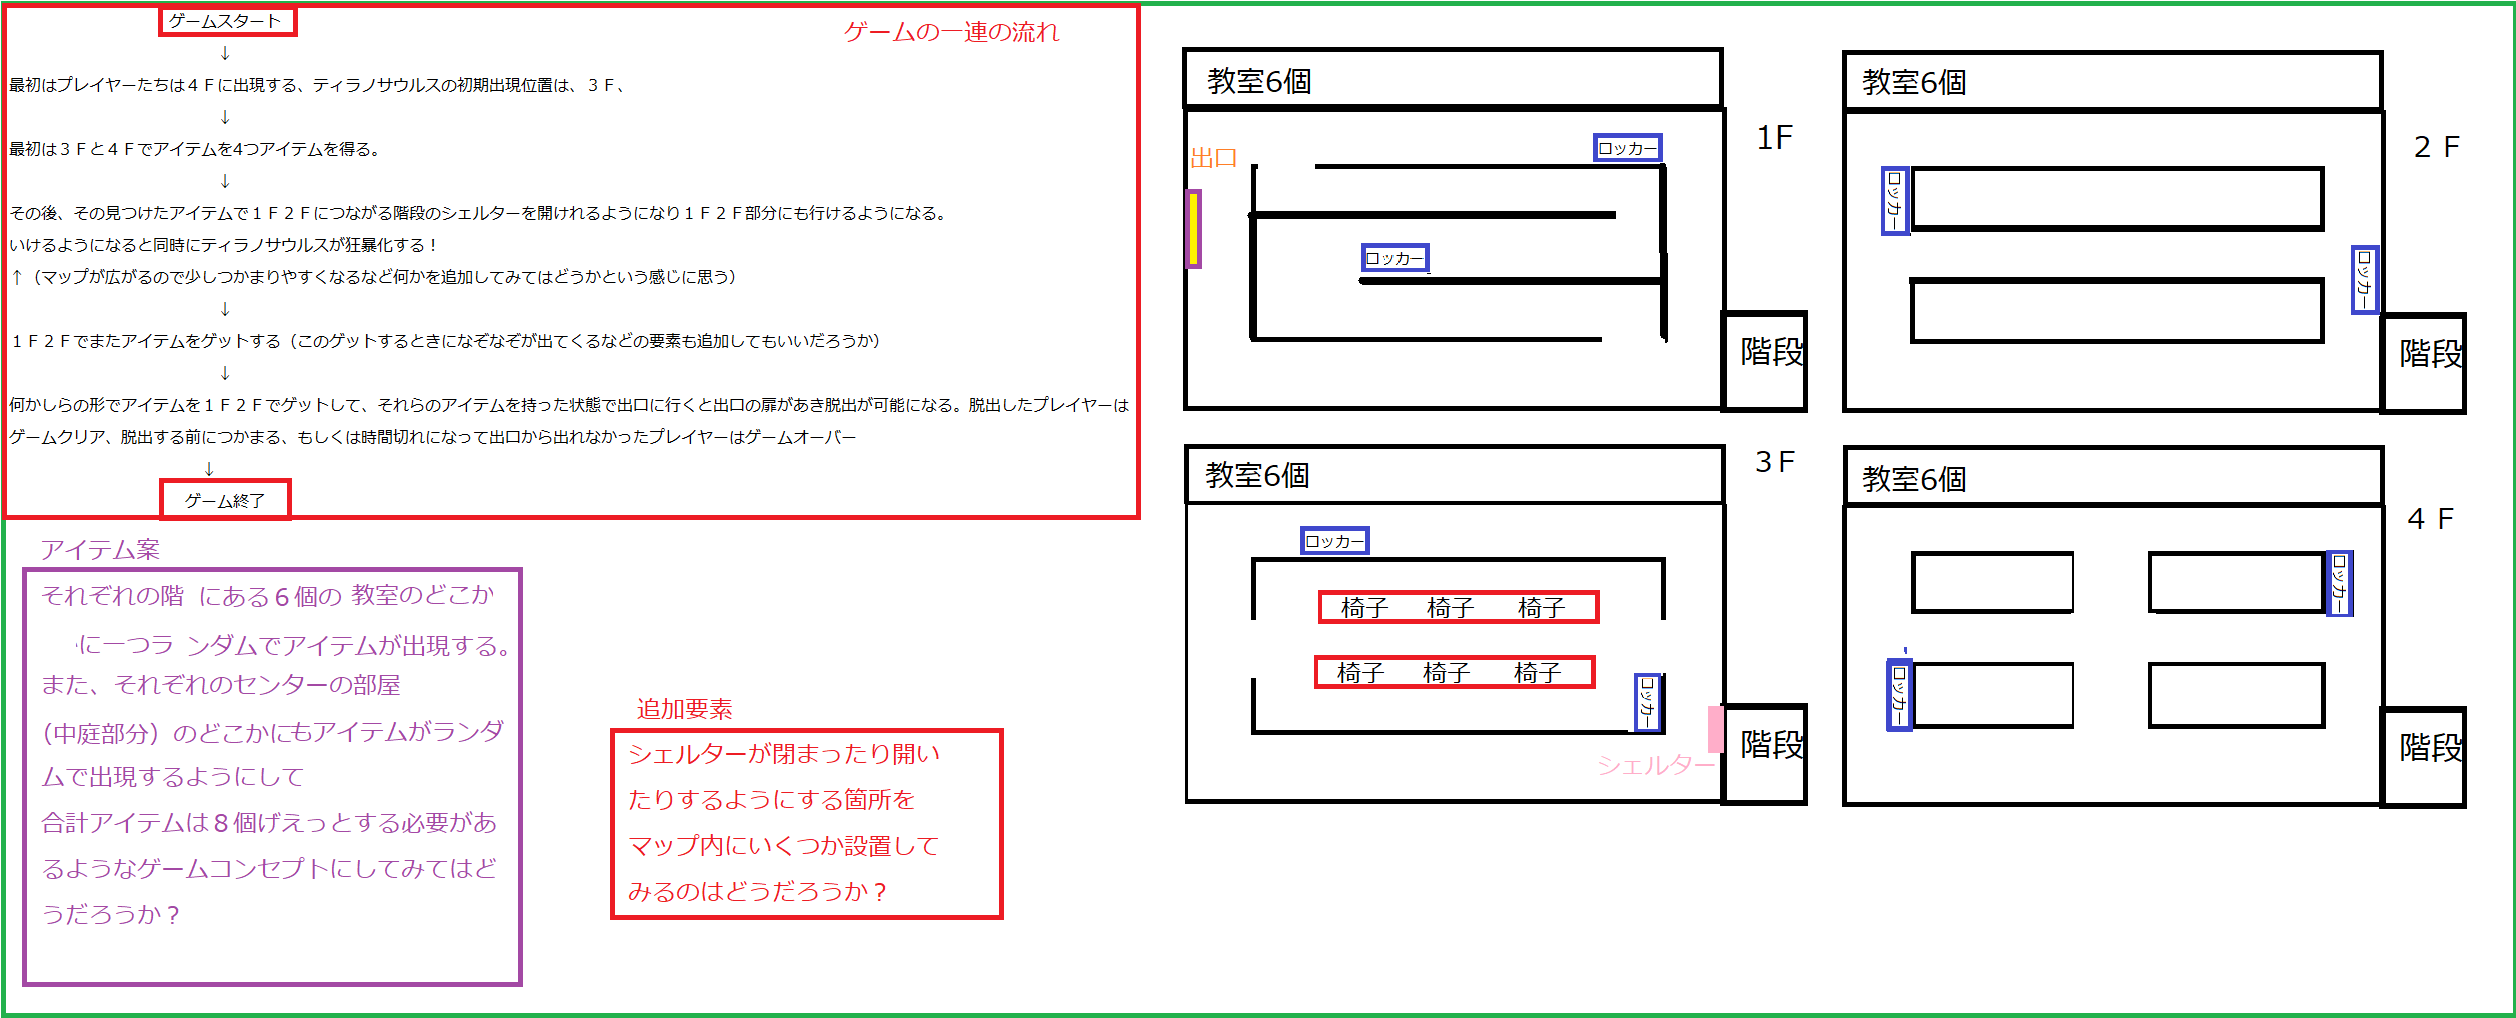 ゲームスタート
ゲームの一連の流れ
↓
最初はプレイヤーたちは４Ｆに出現する、ティラノサウルスの初期出現位置は、３Ｆ、
↓
最初は３Ｆと４Ｆでアイテムを4つアイテムを得る。
↓
その後、その見つけたアイテムで１Ｆ２Ｆにつながる階段のシェルターを開けれるようになり１Ｆ２Ｆ部分にも行けるようになる。
いけるようになると同時にティラノサウルスが狂暴化する！
↑（マップが広がるので少しつかまりやすくなるなど何かを追加してみてはどうかという感じに思う）
↓
１Ｆ２Ｆでまたアイテムをゲットする（このゲットするときになぞなぞが出てくるなどの要素も追加してもいいだろうか）
↓
何かしらの形でアイテムを１Ｆ２Ｆでゲットして、それらのアイテムを持った状態で出口に行くと出口の扉があき脱出が可能になる。脱出したプレイヤーは
ゲームクリア、脱出する前につかまる、もしくは時間切れになって出口から出れなかったプレイヤーはゲームオーバー
↓
ゲーム終了
アイテム案
それぞれの階 にある６個の 教室のどこか
に一つラ ンダムでアイテムが出現する。
また、それぞれのセンターの部屋
（中庭部分）のどこかにもアイテムがランダ
ムで出現するようにして
合計アイテムは８個げえっとする必要があ
るようなゲームコンセプトにしてみてはど
うだろうか？
追加要素
シェルターが閉まったり開い
たりするようにする箇所を
マップ内にいくつか設置して
みるのはどうだろうか？
教室6個
1F
ロッカー
出口
ロッカー
階段
教室6個
２Ｆ
ロッカー
ロッカー
階段
教室6個
３Ｆ
ロッカー
椅子 椅子 椅子
椅子 椅子 椅子
ロッカー
階段
シェルター
教室6個
４Ｆ
ロッカー
ロッカー
階段